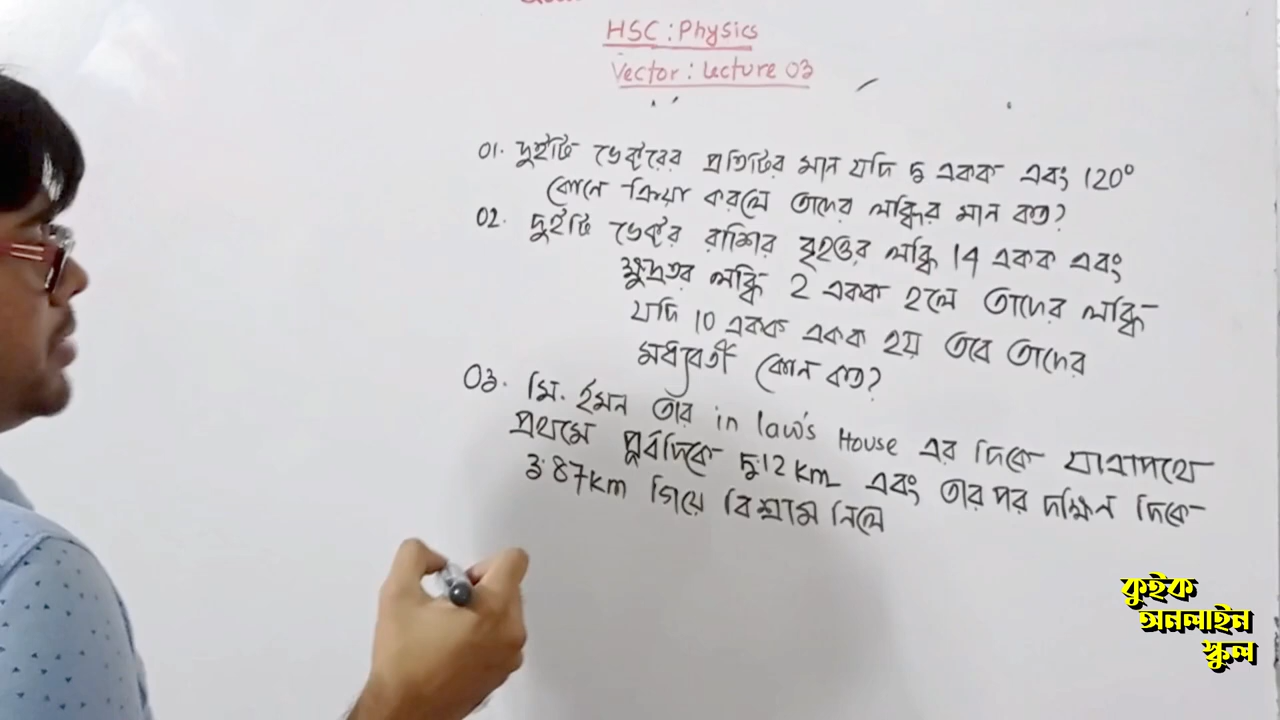 HSC : Physics
Vector : Lecture 03
01. দুইটি ভেক্টরের প্রতিটির মান যদি ৳ একক এবং 120°
কোনে ক্রিয়া করলে তাদের লব্ধির মান কত?
02. দুইটি ভেক্টর রাশির বৃহত্তর লব্ধি 14 একক এবং
ক্ষুদ্রতর লব্ধি 2 একক হলে তাদের লব্ধি
যদি 10 একক একক হয় তবে তাদের
মধ্যবর্তী কোন কত?
03. মি. ইমন তাঁর in law's House এর দিকে যাত্রাপথে
প্রথমে পূর্বদিকে 5.12 km এবং তার পর দক্ষিন দিকে
3.87km গিয়ে বিশ্রাম নিলে
কুইক
অনলাইন
স্কুল